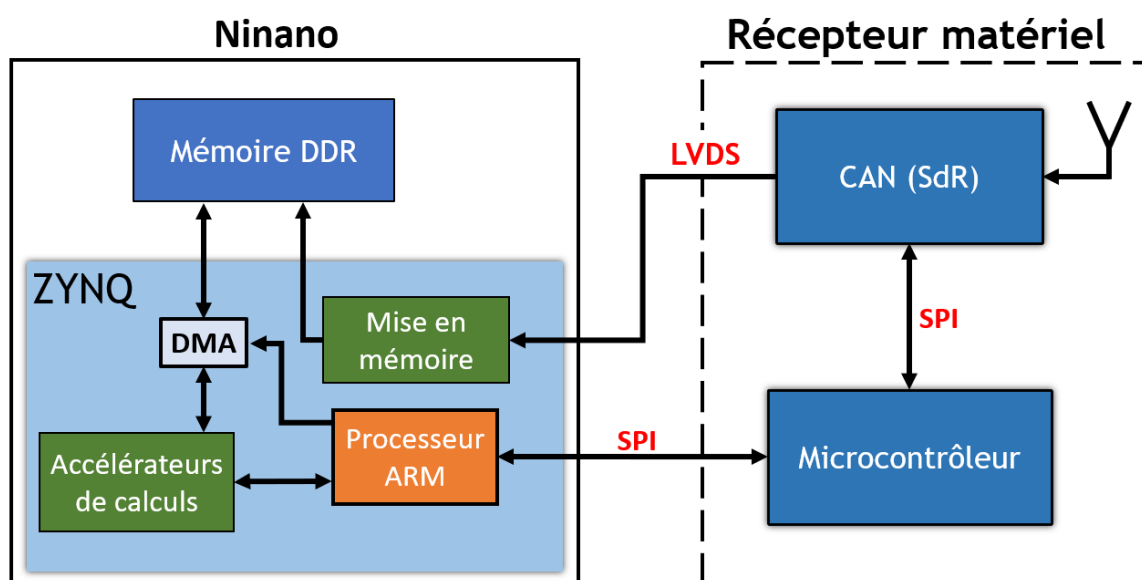 Ninano
Récepteur matériel
Mémoire DDR
LVDS
CAN (SdR)
ZYNQ
DMA
Mise en
mémoire
SPI
Accélérateurs
de calculs
Processeur
ARM
SPI
Microcontrôleur